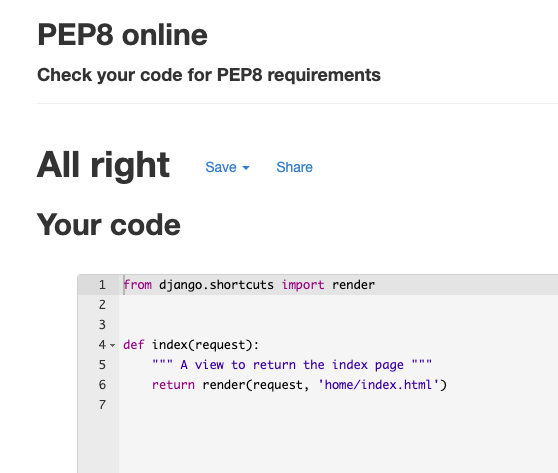 PEP8 online
Check your code for PEP8 requirements
All right Save Share
Your code
1 from django.shortcuts import render
2
3
4 def index(request):
5     """ A view to return the index page """
6     return render(request, 'home/index.html')
7